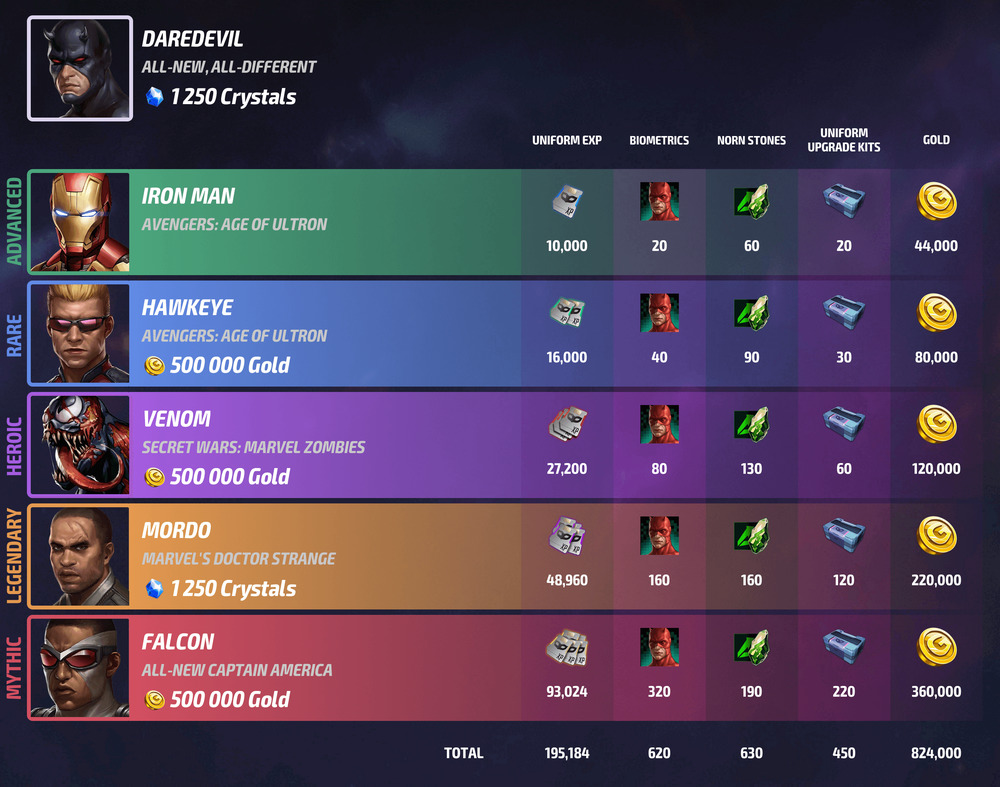 DAREDEVIL
ALL-NEW, ALL-DIFFERENT
1 250 Crystals
UNIFORM EXP BIOMETRICS NORN STONES UNIFORM UPGRADE KITS GOLD
ADVANCED
IRON MAN
AVENGERS: AGE OF ULTRON
10,000 20 60 20 44,000
RARE
HAWKEYE
AVENGERS: AGE OF ULTRON
500 000 Gold
16,000 40 90 30 80,000
HEROIC
VENOM
SECRET WARS: MARVEL ZOMBIES
500 000 Gold
27,200 80 130 60 120,000
LEGENDARY
MORDO
MARVEL'S DOCTOR STRANGE
1 250 Crystals
48,960 160 160 120 220,000
MYTHIC
FALCON
ALL-NEW CAPTAIN AMERICA
500 000 Gold
93,024 320 190 220 360,000
TOTAL 195,184 620 630 450 824,000